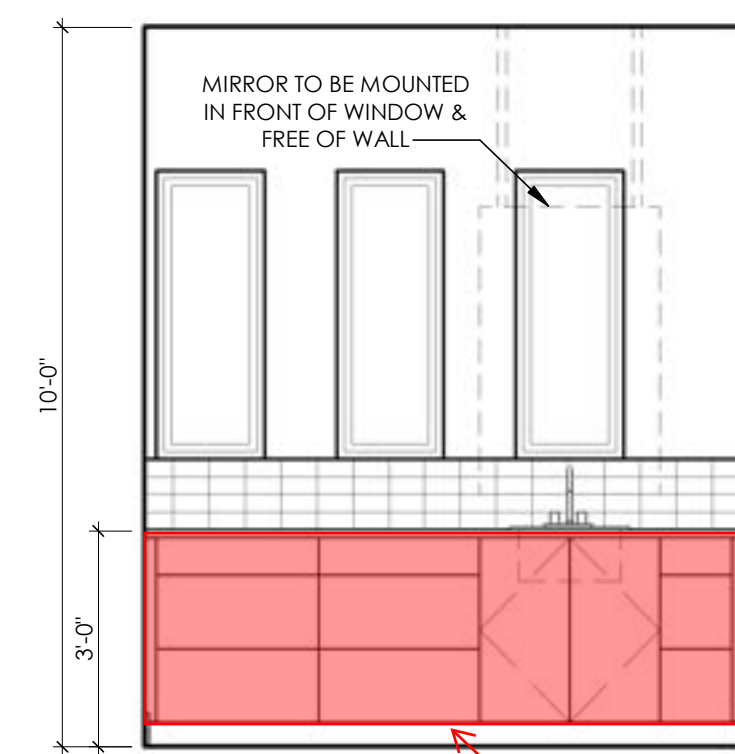 MIRROR TO BE MOUNTED
IN FRONT OF WINDOW &
FREE OF WALL
10'-0"
3'-0"